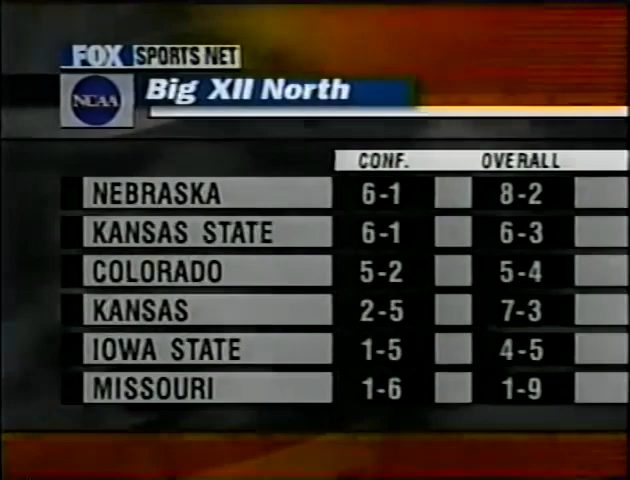 FOX SPORTS NET
NCAA Big XII North
CONF. OVERALL
NEBRASKA 6-1 8-2
KANSAS STATE 6-1 6-3
COLORADO 5-2 5-4
KANSAS 2-5 7-3
IOWA STATE 1-5 4-5
MISSOURI 1-6 1-9